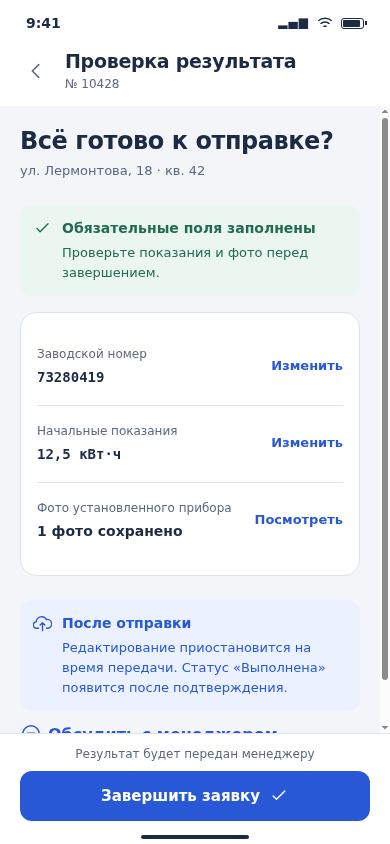 9:41
Проверка результата
№ 10428
Всё готово к отправке?
ул. Лермонтова, 18 · кв. 42
Обязательные поля заполнены
Проверьте показания и фото перед
завершением.
Заводской номер
73280419
Изменить
Начальные показания
12,5 кВт·ч
Изменить
Фото установленного прибора
1 фото сохранено
Посмотреть
После отправки
Редактирование приостановится на
время передачи. Статус «Выполнена»
появится после подтверждения.
Обсудить с менеджером
Результат будет передан менеджеру
Завершить заявку